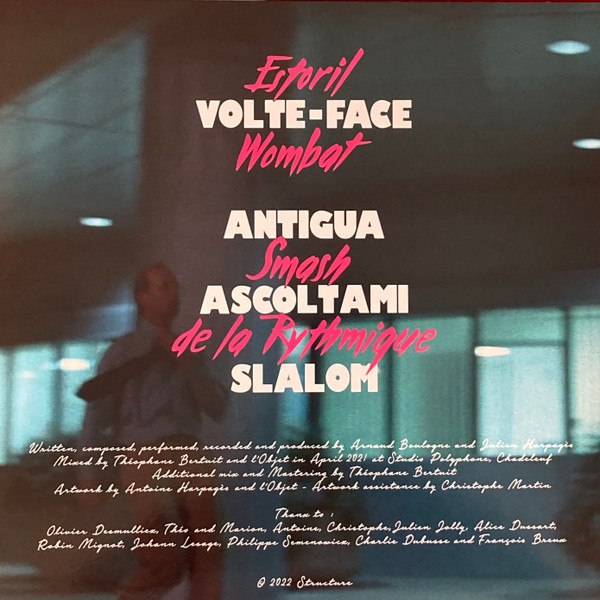 Estoril
VOLTE-FACE
Wombat
ANTIGUA
Smash
ASCOLTAMI
de la Rythmique
SLALOM
Written, composed, performed, recorded and produced by Arnaud Boulogne and Julien Harpagès
Mixed by Théophane Bertuit and l'Objet in April 2021 at Studio Polyphone, Chadeleuf
Additional mix and Mastering by Théophane Bertuit
Artwork by Antoine Harpagès and l'Objet - Artwork assistance by Christophe Martin
Thanx to :
Olivier Desmulliez, Théo and Marion, Antoine, Christophe, Julien Jolly, Alice Dussart,
Robin Mignot, Johann Lesage, Philippe Semenowicz, Charlie Dubusse and François Breux
© 2022 Structure